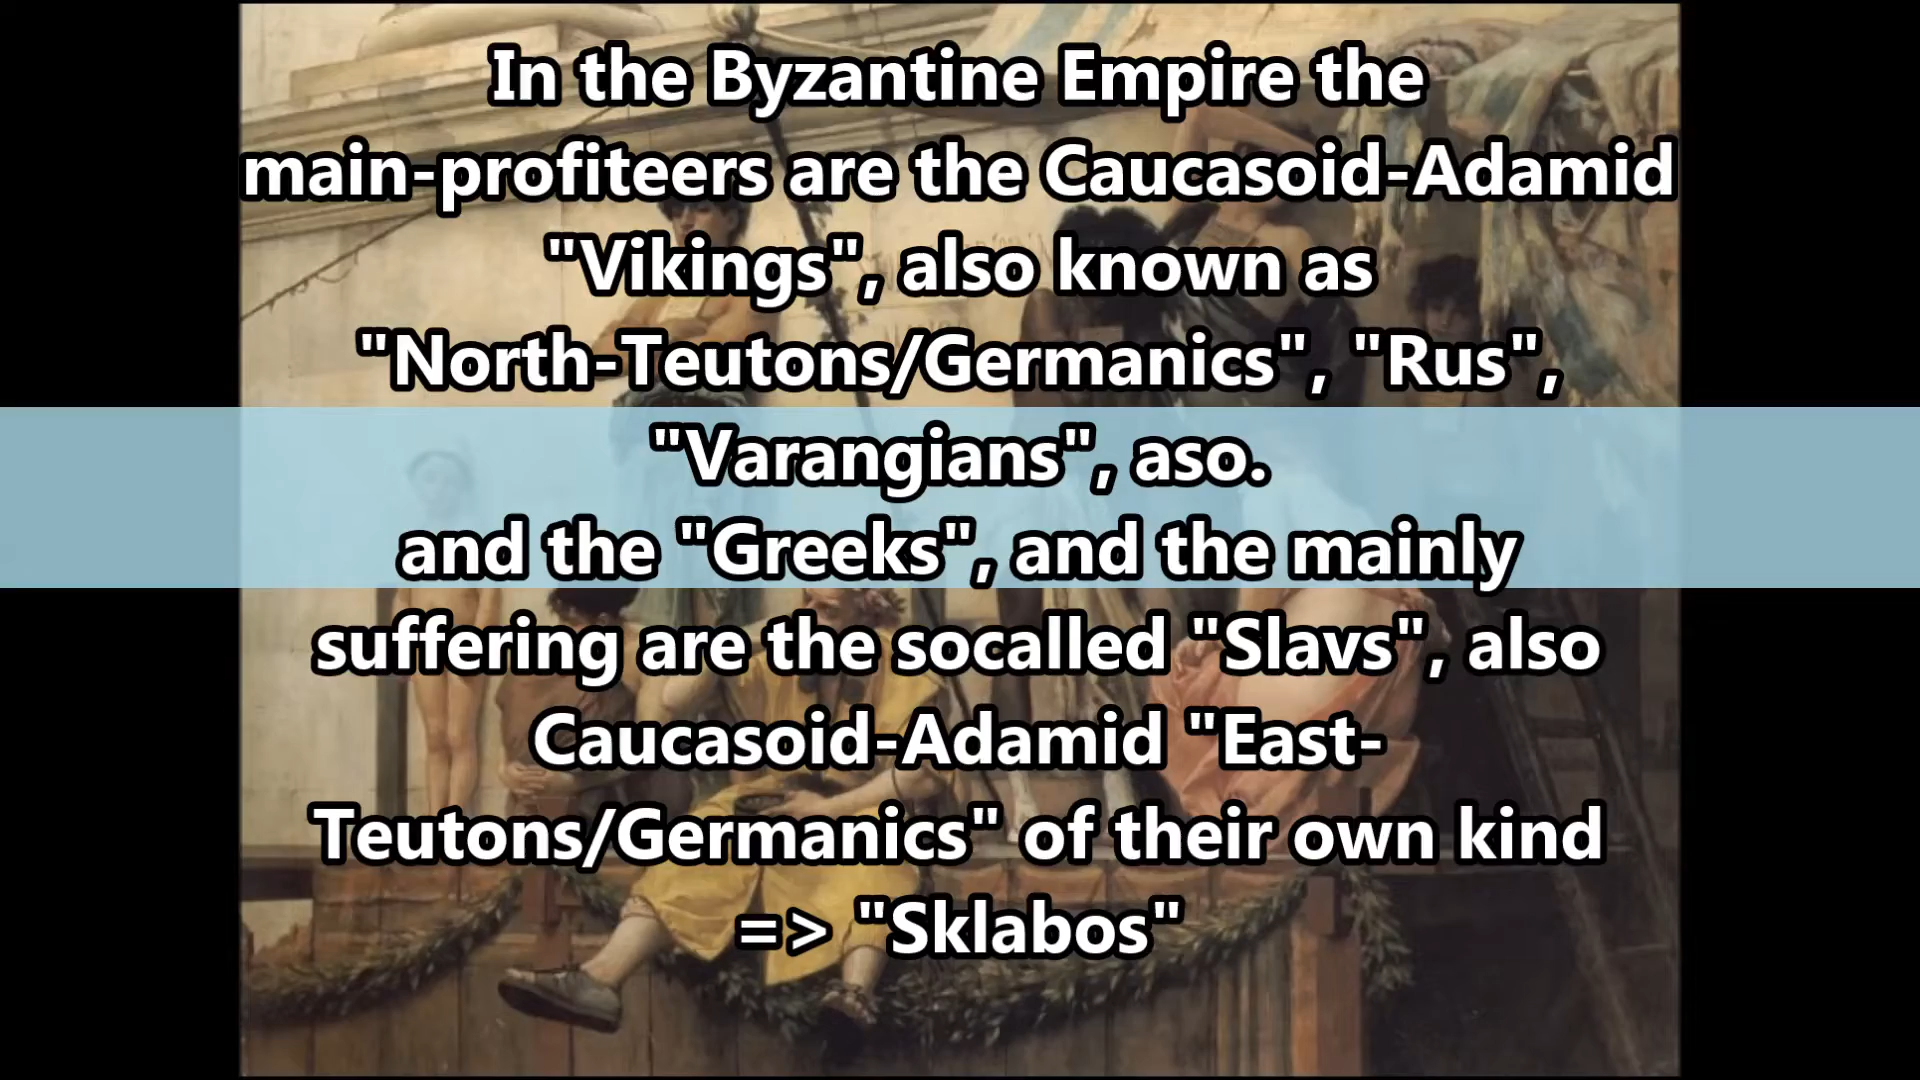 In the Byzantine Empire the
main-profiteers are the Caucasoid-Adamid
"Vikings", also known as
"North-Teutons/Germanics", "Rus",
"Varangians", aso.
and the "Greeks", and the mainly
suffering are the socalled "Slavs", also
Caucasoid-Adamid "East-
Teutons/Germanics" of their own kind
=> "Sklabos"